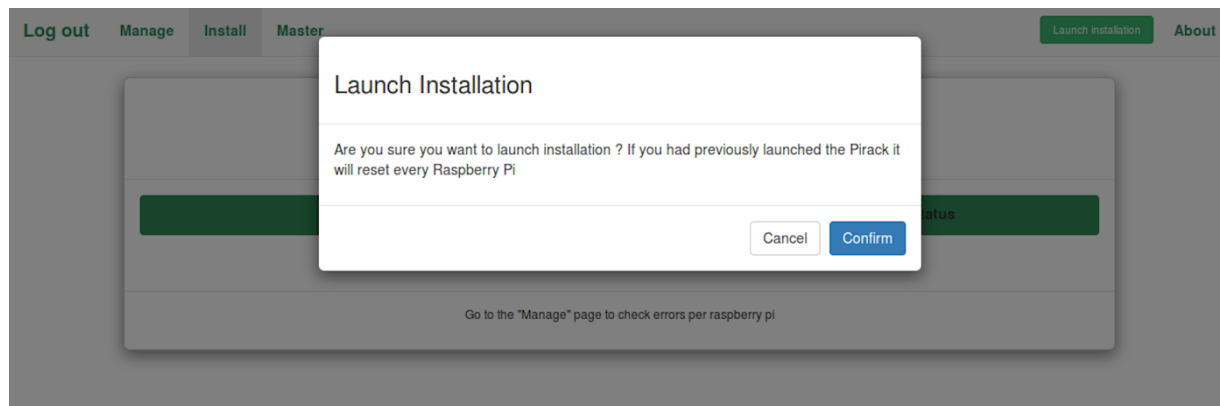 Log out Manage Install Master Launch installation About
Launch Installation
Are you sure you want to launch installation ? If you had previously launched the Pirack it
will reset every Raspberry Pi
atus
Cancel Confirm
Go to the "Manage" page to check errors per raspberry pi